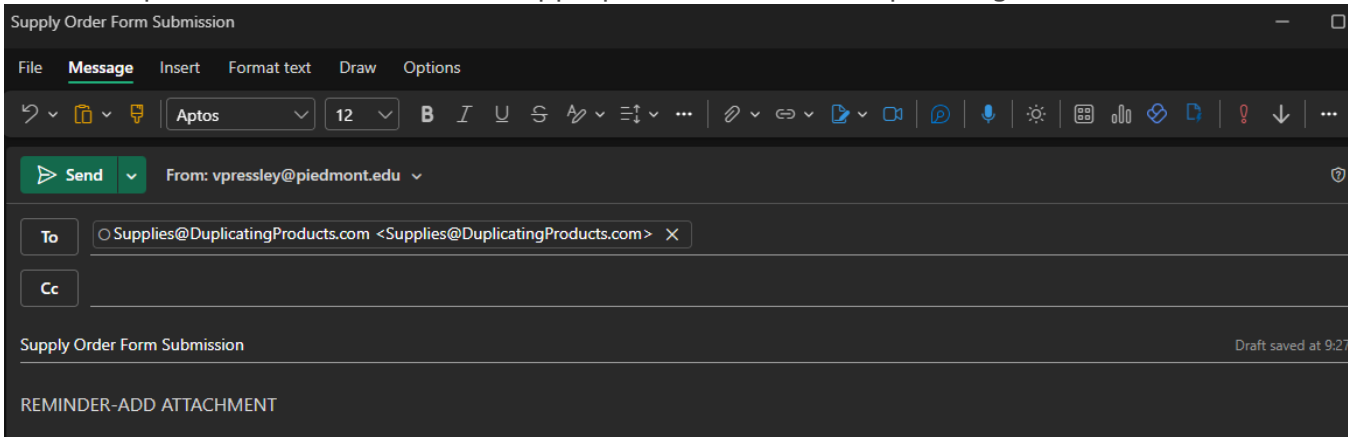 Supply Order Form Submission
File Message Insert Format text Draw Options
Aptos 12 B I U
Send From: vpressley@piedmont.edu
To Supplies@DuplicatingProducts.com <Supplies@DuplicatingProducts.com>
Cc
Supply Order Form Submission Draft saved at 9:27
REMINDER-ADD ATTACHMENT